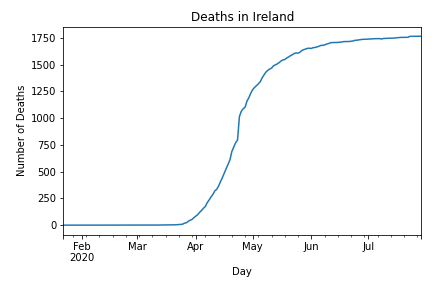 Deaths in Ireland
1750
1500
1250
1000
750
500
250
0
Number of Deaths
Feb
2020
Mar
Apr
May
Jun
Jul
Day